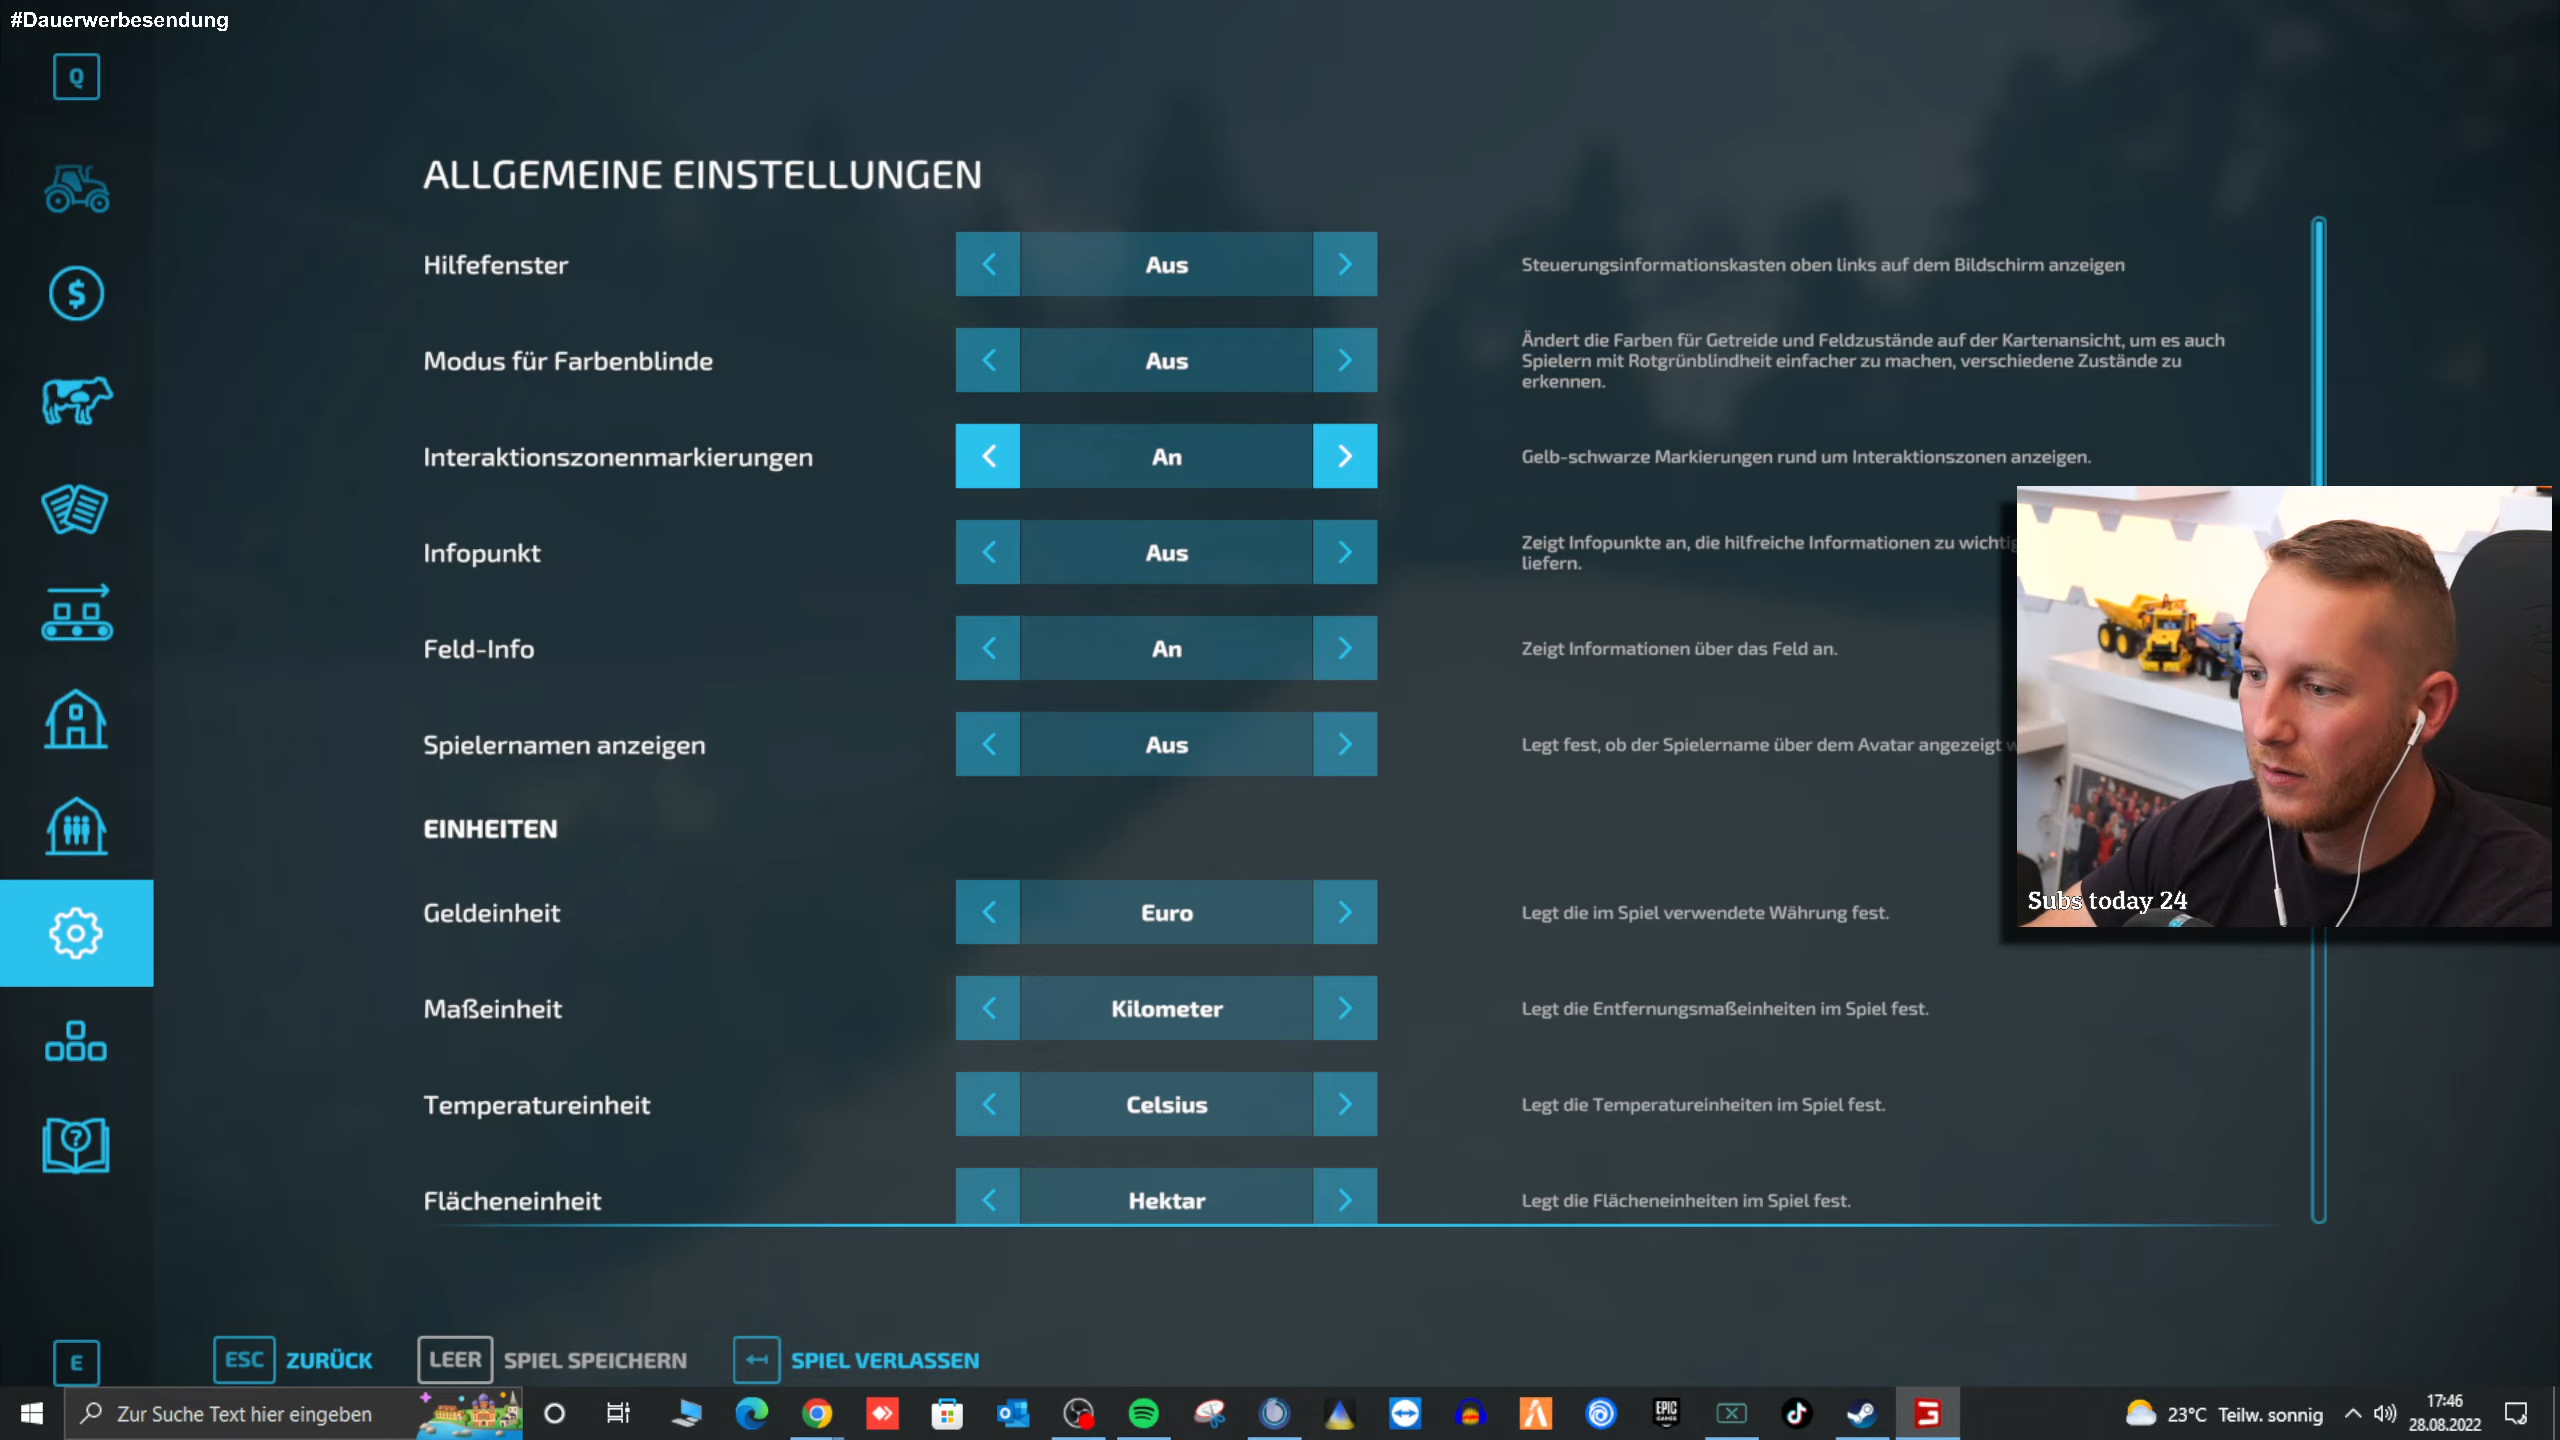 #Dauerwerbesendung
Q
ALLGEMEINE EINSTELLUNGEN
Hilfefenster
Aus
Steuerungsinformationskasten oben links auf dem Bildschirm anzeigen
Modus für Farbenblinde
Aus
Ändert die Farben für Getreide und Feldzustände auf der Kartenansicht, um es auch
Spielern mit Rotgrünblindheit einfacher zu machen, verschiedene Zustände zu
erkennen.
Interaktionszonenmarkierungen
An
Gelb-schwarze Markierungen rund um Interaktionszonen anzeigen.
Infopunkt
Aus
Zeigt Infopunkte an, die hilfreiche Informationen zu wichtig
liefern.
Feld-Info
An
Zeigt Informationen über das Feld an.
Spielernamen anzeigen
Aus
Legt fest, ob der Spielername über dem Avatar angezeigt w
EINHEITEN
Geldeinheit
Euro
Legt die im Spiel verwendete Währung fest.
Subs today 24
Maßeinheit
Kilometer
Legt die Entfernungsmaßeinheiten im Spiel fest.
Temperatureinheit
Celsius
Legt die Temperatureinheiten im Spiel fest.
Flächeneinheit
Hektar
Legt die Flächeneinheiten im Spiel fest.
E
ESC ZURÜCK
LEER SPIEL SPEICHERN
SPIEL VERLASSEN
Zur Suche Text hier eingeben
EPIC
GAMES
23°C Teilw. sonnig
17:46
28.08.2022